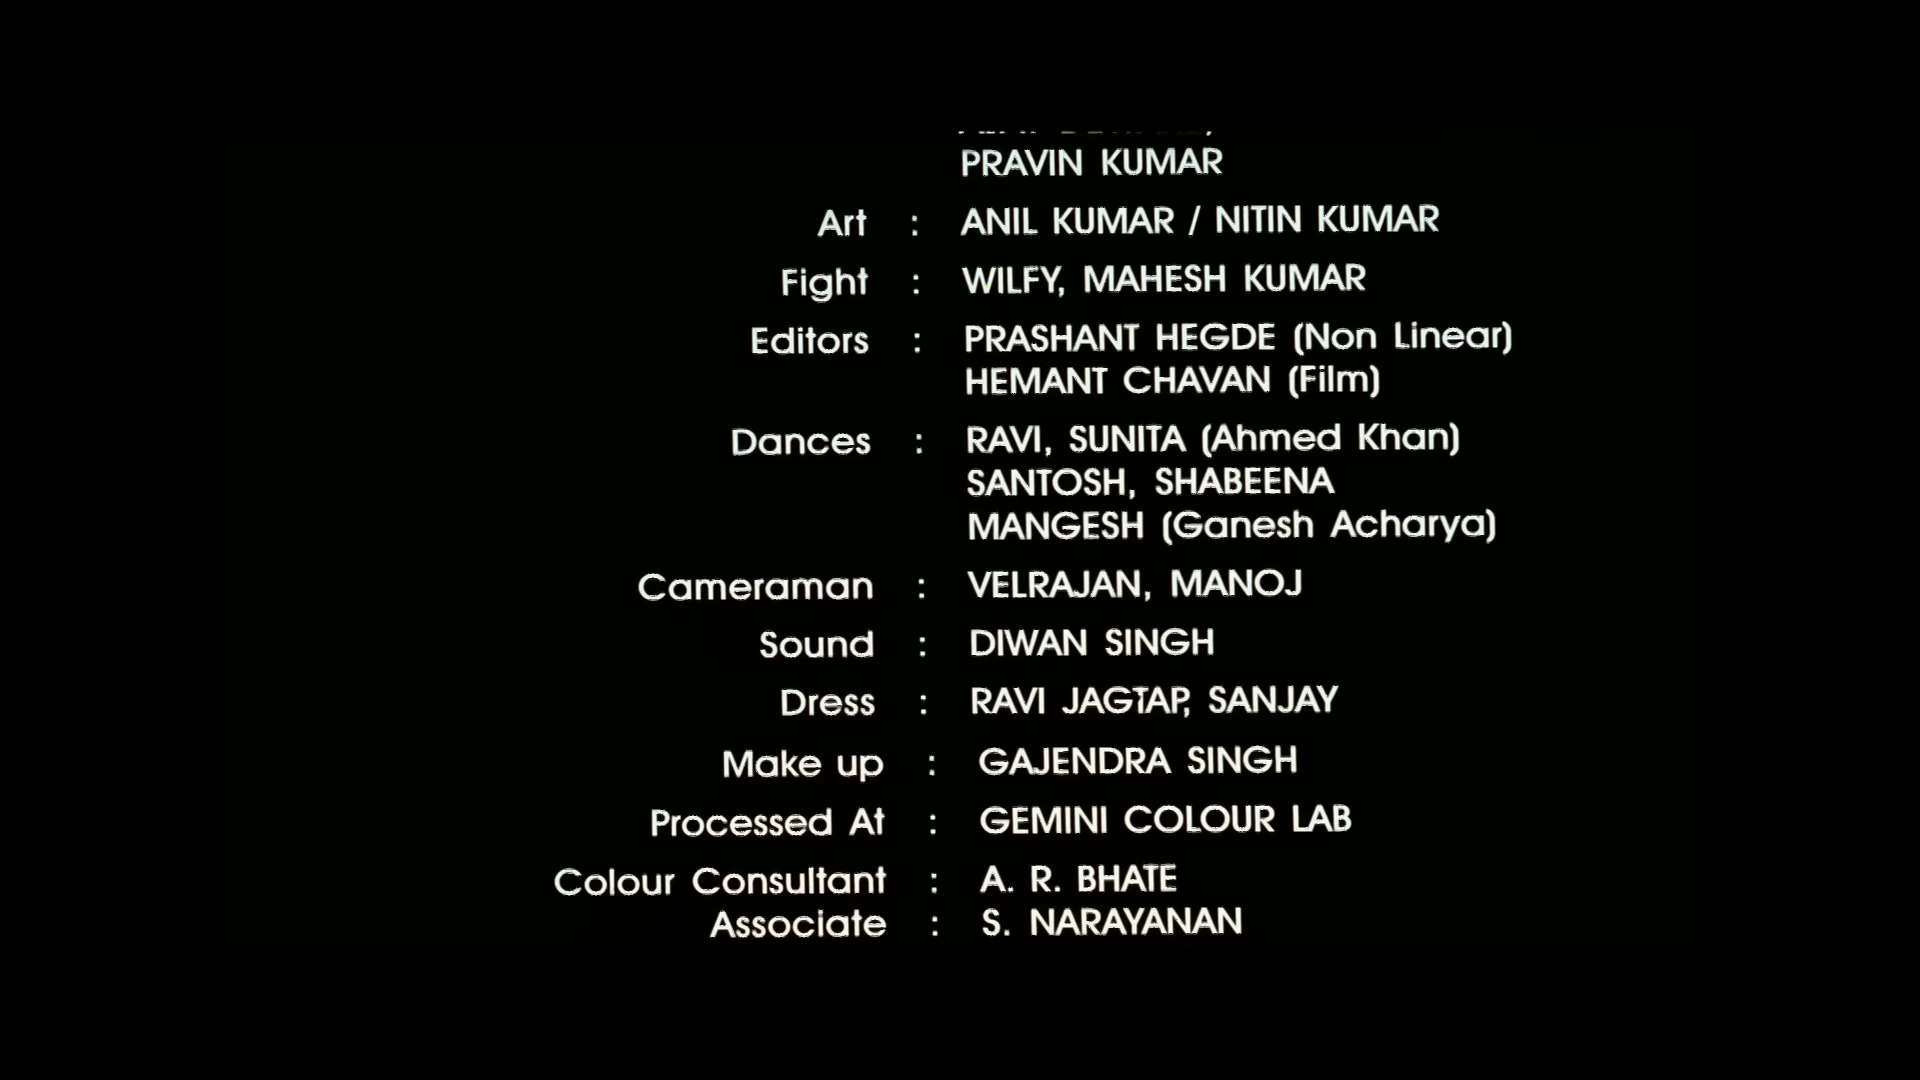 PRAVIN KUMAR
Art : ANIL KUMAR / NITIN KUMAR
Fight : WILFY, MAHESH KUMAR
Editors : PRASHANT HEGDE (Non Linear)
HEMANT CHAVAN (Film)
Dances : RAVI, SUNITA (Ahmed Khan)
SANTOSH, SHABEENA
MANGESH (Ganesh Acharya)
Cameraman : VELRAJAN, MANOJ
Sound : DIWAN SINGH
Dress : RAVI JAGTAP, SANJAY
Make up : GAJENDRA SINGH
Processed At : GEMINI COLOUR LAB
Colour Consultant : A. R. BHATE
Associate : S. NARAYANAN